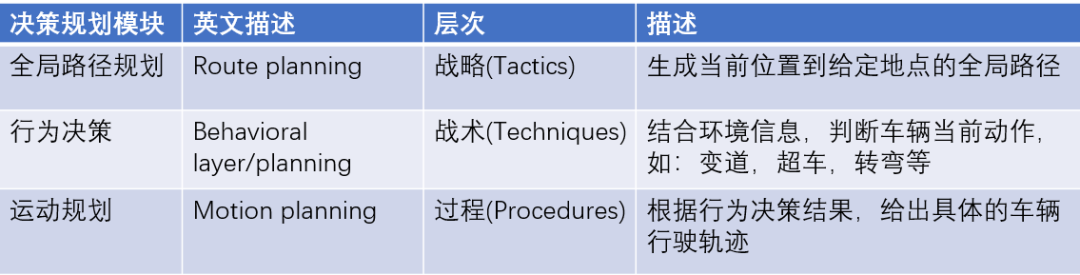 决策规划模块 英文描述 层次 描述
全局路径规划 Route planning 战略(Tactics) 生成当前位置到给定地点的全局路径
行为决策 Behavioral layer/planning 战术(Techniques) 结合环境信息，判断车辆当前动作，
如：变道，超车，转弯等
运动规划 Motion planning 过程(Procedures) 根据行为决策结果，给出具体的车辆
行驶轨迹